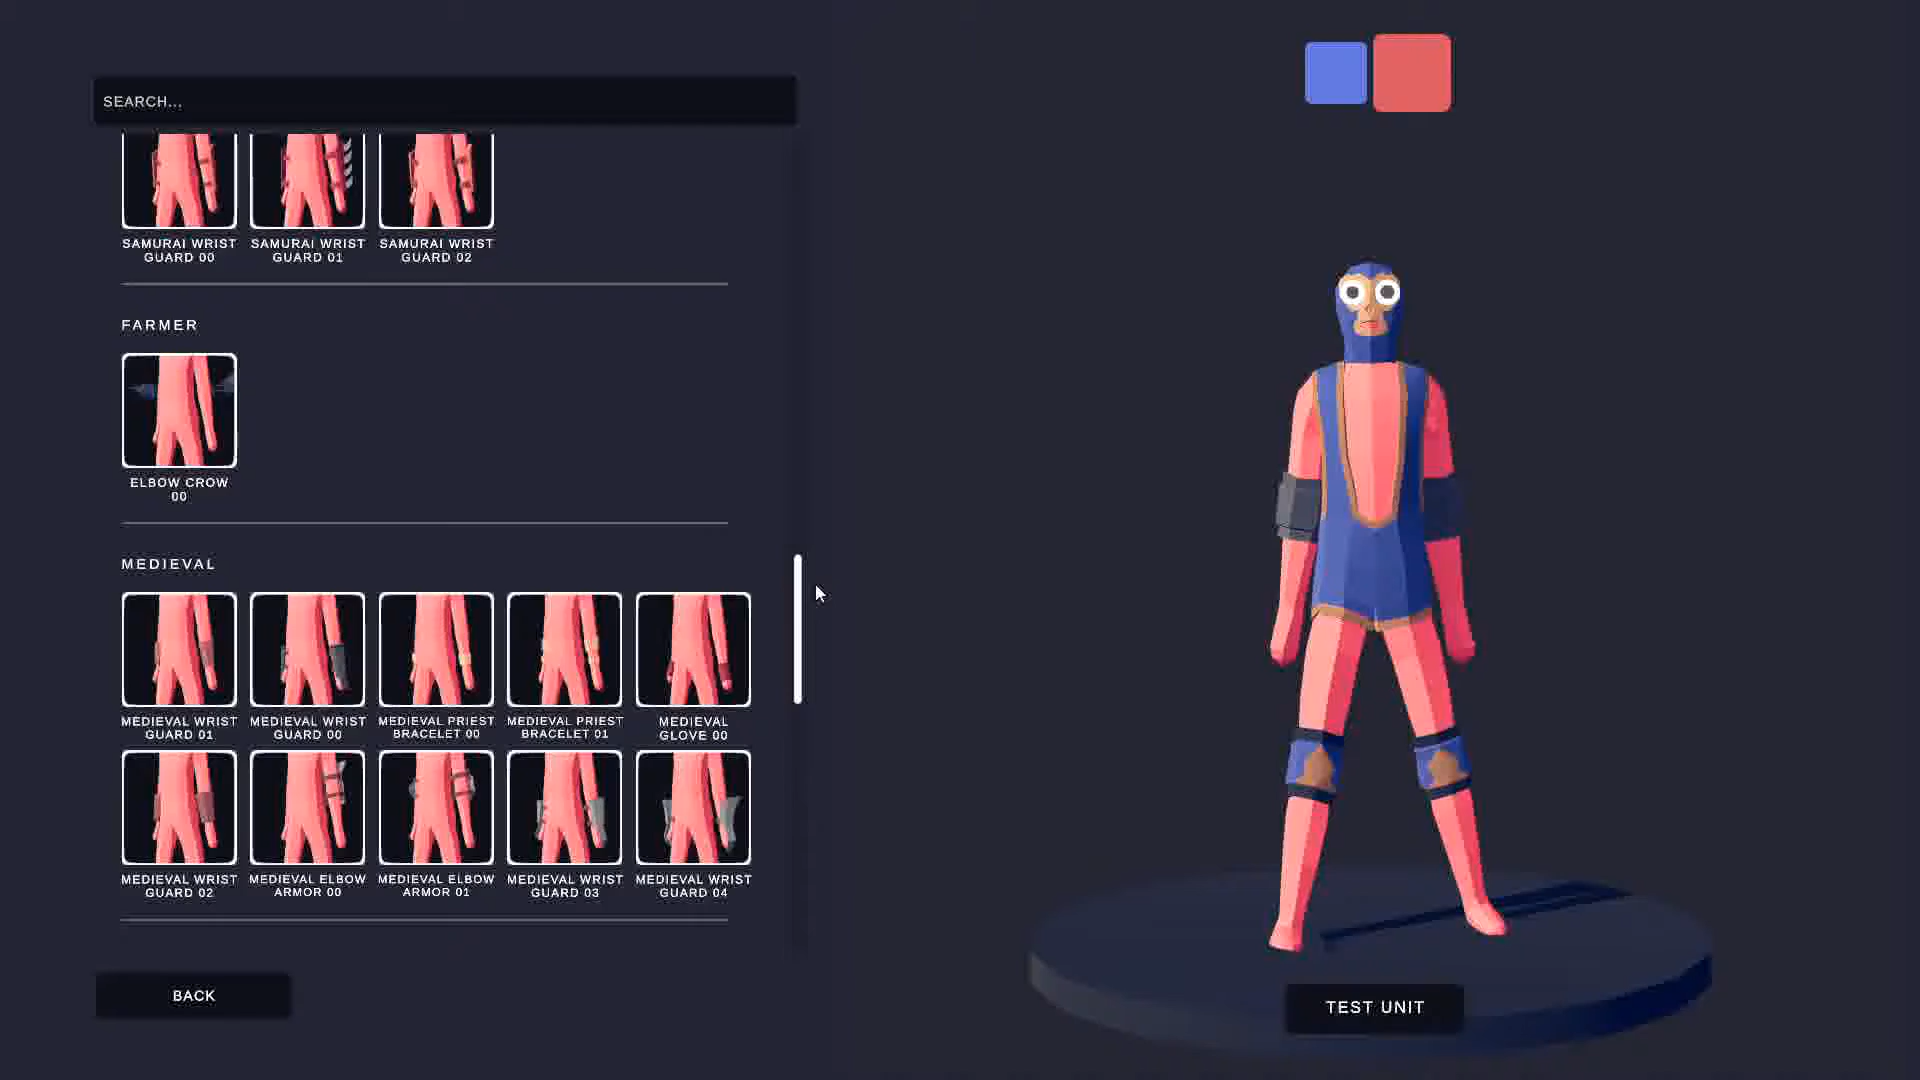 SEARCH...
SAMURAI WRIST GUARD 00
SAMURAI WRIST GUARD 01
SAMURAI WRIST GUARD 02
FARMER
ELBOW CROW 00
MEDIEVAL
MEDIEVAL WRIST GUARD 01
MEDIEVAL WRIST GUARD 00
MEDIEVAL PRIEST BRACELET 00
MEDIEVAL PRIEST BRACELET 01
MEDIEVAL GLOVE 00
MEDIEVAL WRIST GUARD 02
MEDIEVAL ELBOW ARMOR 00
MEDIEVAL ELBOW ARMOR 01
MEDIEVAL WRIST GUARD 03
MEDIEVAL WRIST GUARD 04
BACK
TEST UNIT